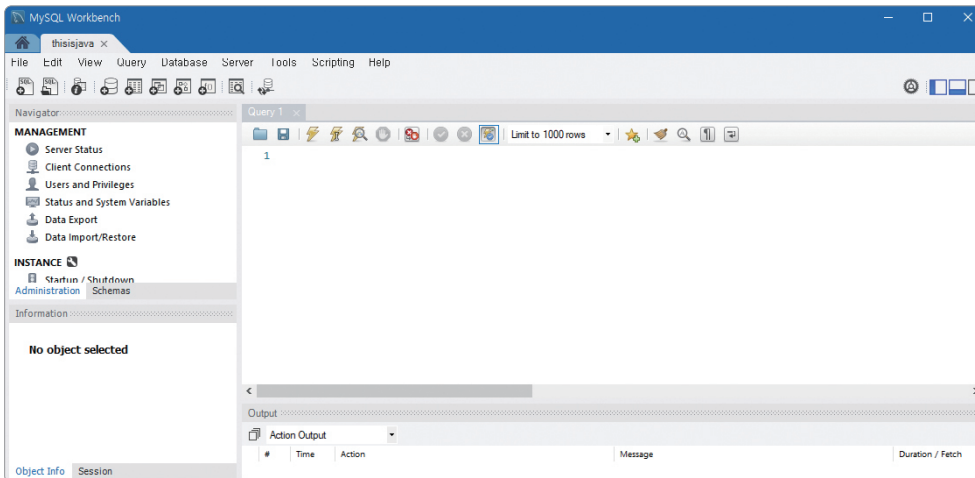 MySQL Workbench
thisisjava ×
File Edit View Query Database Server Tools Scripting Help
Navigator
MANAGEMENT
Server Status
Client Connections
Users and Privileges
Status and System Variables
Data Export
Data Import/Restore
INSTANCE
Startup / Shutdown
Administration Schemas
Information
No object selected
Object Info Session
Query 1 ×
Limit to 1000 rows
1
Output
Action Output
# Time Action Message Duration / Fetch